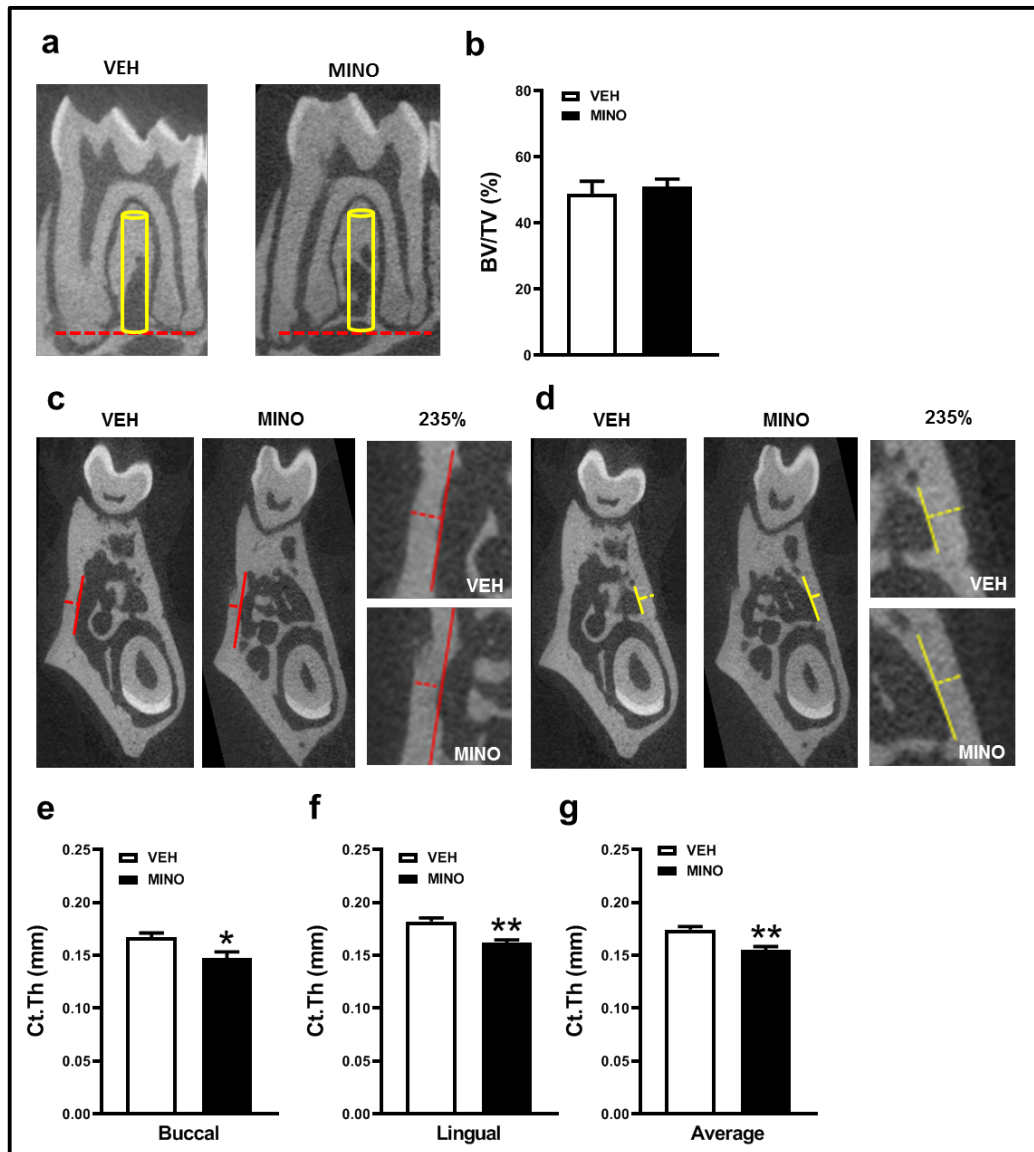 a
VEH
MINO
b
VEH
MINO
80
60
40
20
0
BV/TV (%)
c
VEH
MINO
235%
VEH
MINO
d
VEH
MINO
235%
VEH
MINO
e
VEH
MINO
0.25
0.20
0.15
0.10
0.05
0.00
Ct.Th (mm)
*
Buccal
f
VEH
MINO
0.25
0.20
0.15
0.10
0.05
0.00
Ct.Th (mm)
**
Lingual
g
VEH
MINO
0.25
0.20
0.15
0.10
0.05
0.00
Ct.Th (mm)
**
Average